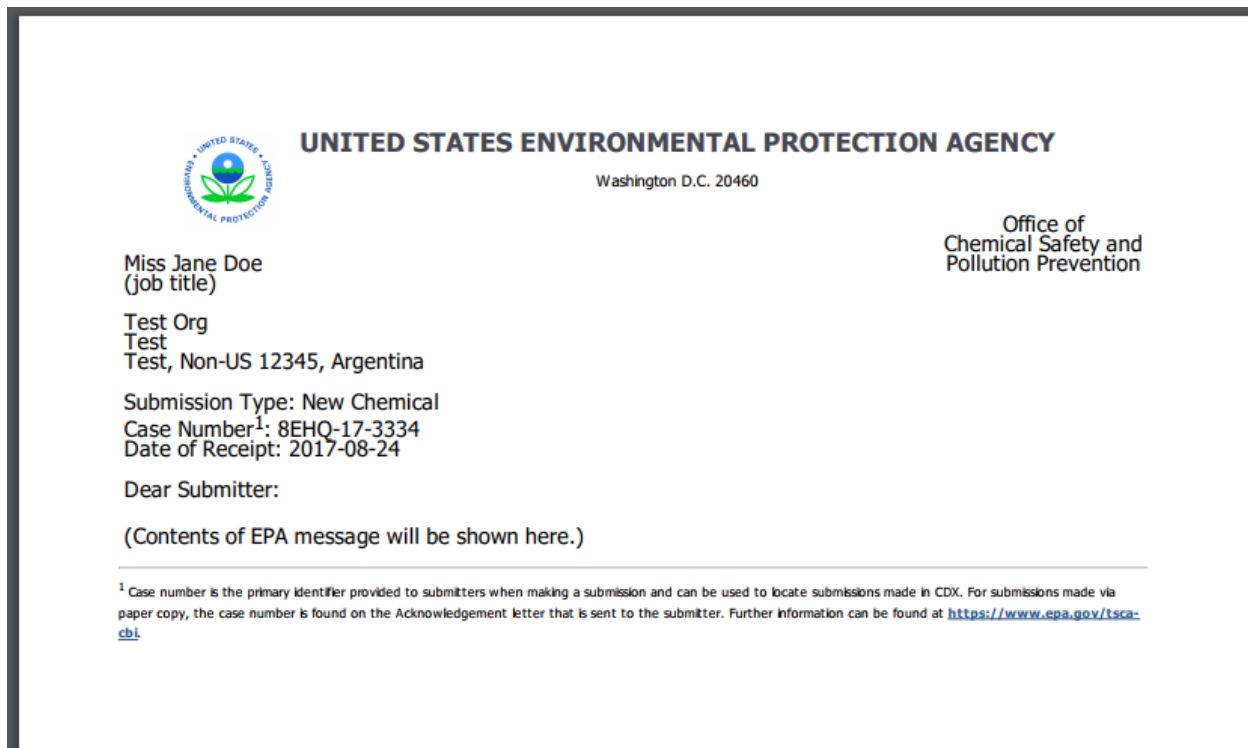 UNITED STATES ENVIRONMENTAL PROTECTION AGENCY
UNITED STATES • ENVIRONMENTAL PROTECTION AGENCY •
Washington D.C. 20460
Office of
Chemical Safety and
Pollution Prevention
Miss Jane Doe
(job title)
Test Org
Test
Test, Non-US 12345, Argentina
Submission Type: New Chemical
Case Number¹: 8EHQ-17-3334
Date of Receipt: 2017-08-24
Dear Submitter:
(Contents of EPA message will be shown here.)
¹ Case number is the primary identifier provided to submitters when making a submission and can be used to locate submissions made in CDX. For submissions made via
paper copy, the case number is found on the Acknowledgement letter that is sent to the submitter. Further information can be found at https://www.epa.gov/tsca-
cbi.